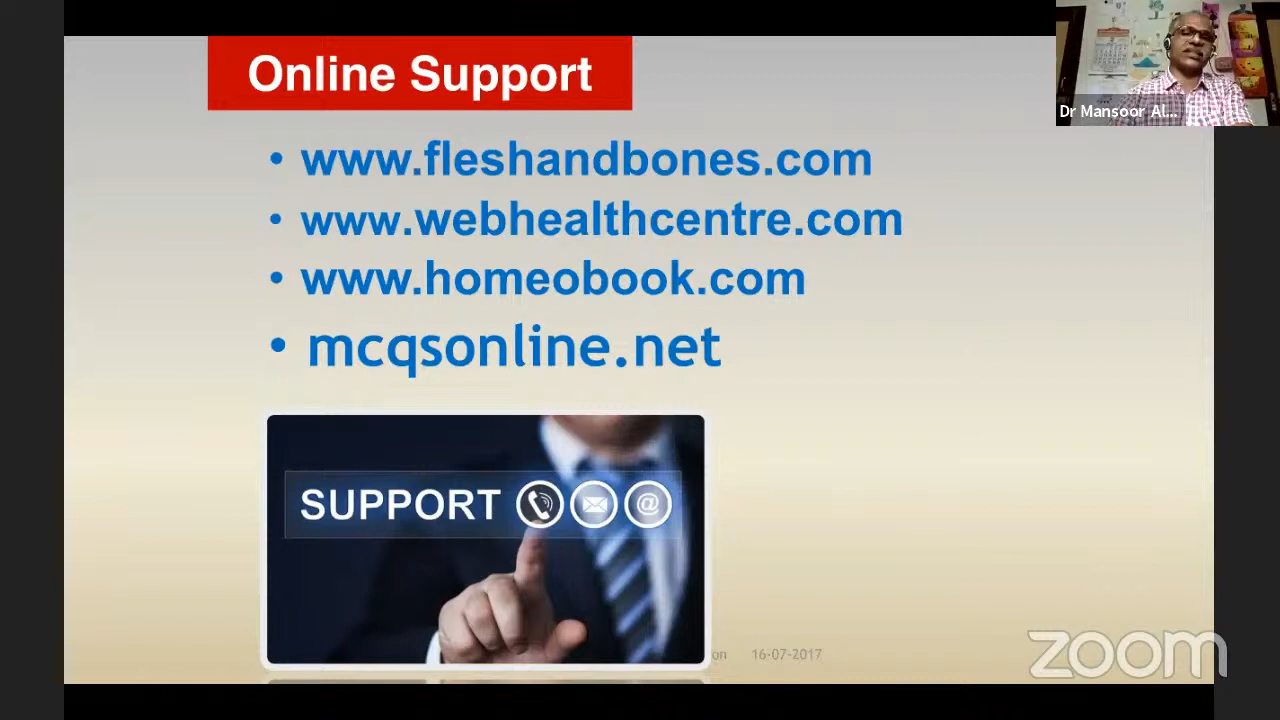 Online Support
Dr Mansoor Al...
• www.fleshandbones.com
• www.webhealthcentre.com
• www.homeobook.com
• mcqsonline.net
SUPPORT @
on 16-07-2017
zoom